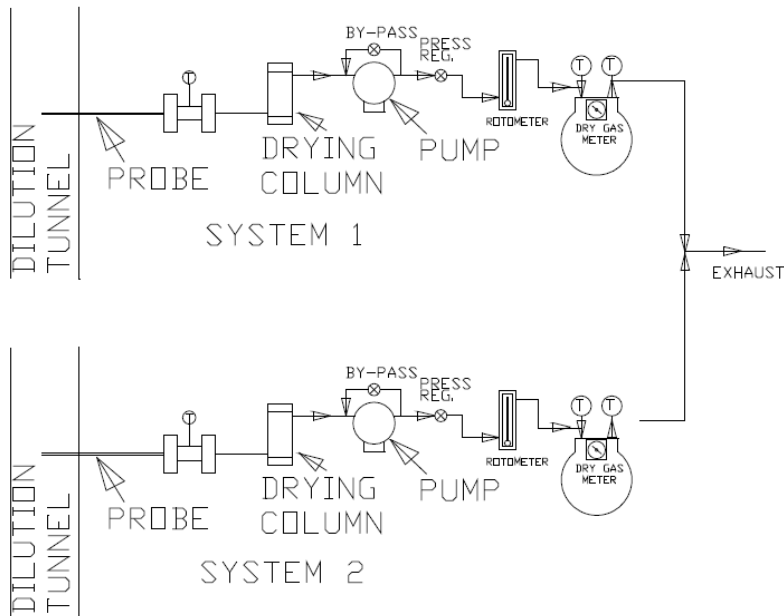 BY-PASS
PRESS
REG.
T
T
T
ROTOMETER
DRY GAS
METER
DILUTION
TUNNEL
PROBE
DRYING
COLUMN
PUMP
SYSTEM 1
EXHAUST
BY-PASS
PRESS
REG.
T
T
T
ROTOMETER
DRY GAS
METER
DILUTION
TUNNEL
PROBE
DRYING
COLUMN
PUMP
SYSTEM 2